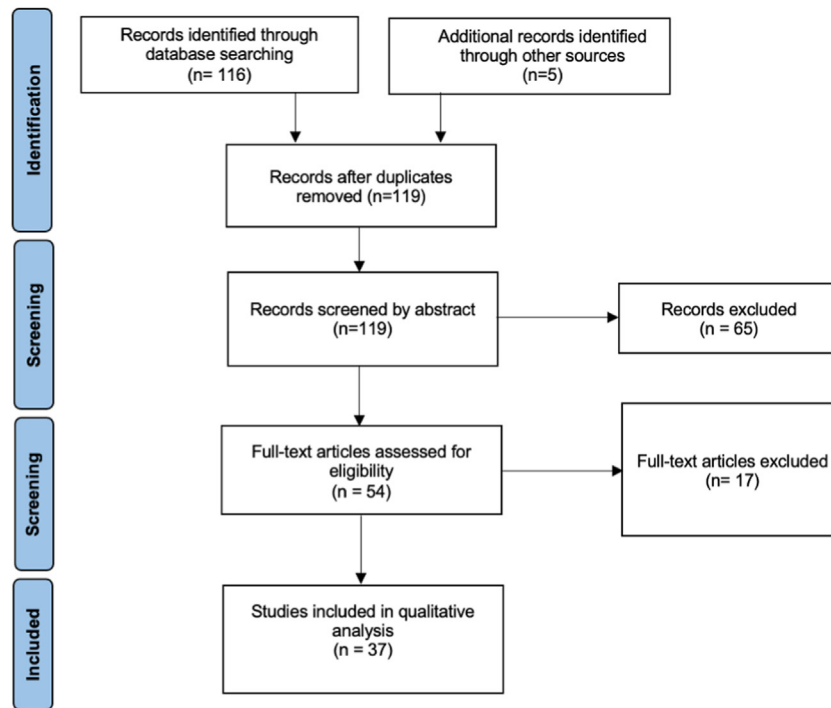 Identification
Records identified through
database searching
(n= 116)
Additional records identified
through other sources
(n=5)
Records after duplicates
removed (n=119)
Screening
Records screened by abstract
(n=119)
Records excluded
(n = 65)
Screening
Full-text articles assessed for
eligibility
(n = 54)
Full-text articles excluded
(n= 17)
Included
Studies included in qualitative
analysis
(n = 37)